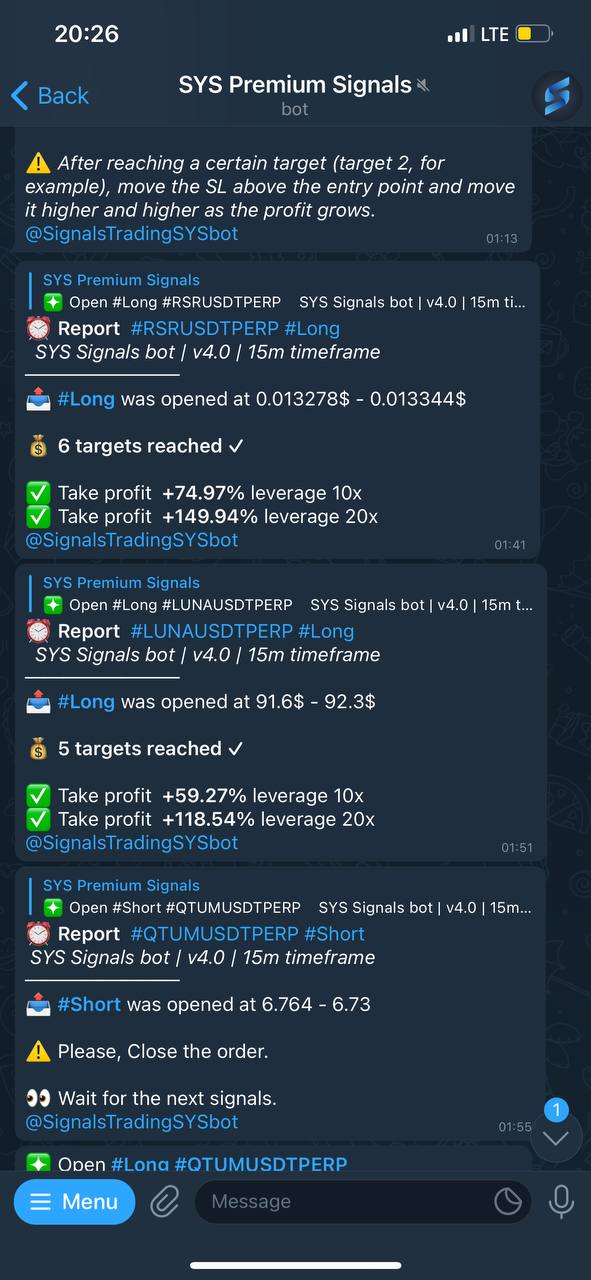 20:26
LTE
Back
SYS Premium Signals
bot
⚠️ After reaching a certain target (target 2, for
example), move the SL above the entry point and move
it higher and higher as the profit grows.
@SignalsTradingSYSbot
01:13
SYS Premium Signals
Open #Long #RSRUSDTPERP SYS Signals bot | v4.0 | 15m ti...
⏰ Report #RSRUSDTPERP #Long
SYS Signals bot | v4.0 | 15m timeframe
📤 #Long was opened at 0.013278$ - 0.013344$
💰 6 targets reached ✓
✅ Take profit +74.97% leverage 10x
✅ Take profit +149.94% leverage 20x
@SignalsTradingSYSbot
01:41
SYS Premium Signals
Open #Long #LUNAUSDTPERP SYS Signals bot | v4.0 | 15m t...
⏰ Report #LUNAUSDTPERP #Long
SYS Signals bot | v4.0 | 15m timeframe
📤 #Long was opened at 91.6$ - 92.3$
💰 5 targets reached ✓
✅ Take profit +59.27% leverage 10x
✅ Take profit +118.54% leverage 20x
@SignalsTradingSYSbot
01:51
SYS Premium Signals
Open #Short #QTUMUSDTPERP SYS Signals bot | v4.0 | 15m...
⏰ Report #QTUMUSDTPERP #Short
SYS Signals bot | v4.0 | 15m timeframe
📤 #Short was opened at 6.764 - 6.73
⚠️ Please, Close the order.
👀 Wait for the next signals.
@SignalsTradingSYSbot
01:55
1
Open #Long #QTUMUSDTPERP
Menu
Message